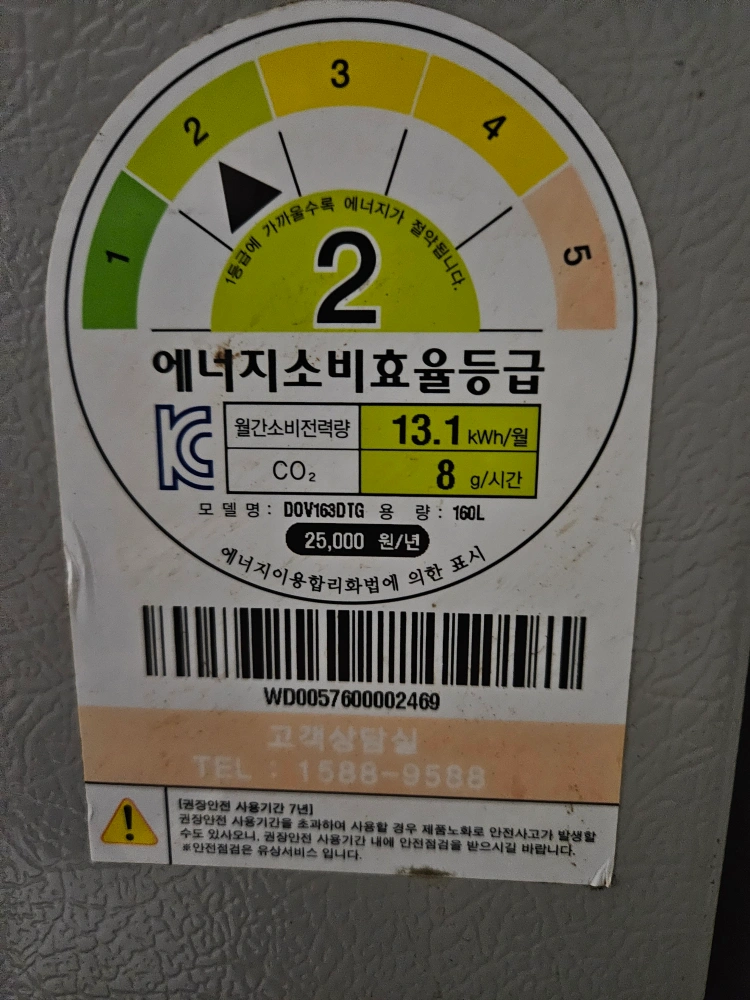 1
2
3
4
5
1등급에 가까울수록 에너지가 절약됩니다.
2
에너지소비효율등급
월간소비전력량 13.1 kWh/월
CO₂ 8 g/시간
모델명: DOV163DTG 용 량: 160L
25,000 원/년
에너지이용합리화법에 의한 표시
WD0057600002469
고객상담실
TEL : 1588-9588
[권장안전 사용기간 7년]
권장안전 사용기간을 초과하여 사용할 경우 제품노화로 안전사고가 발생할
수도 있사오니, 권장안전 사용기간 내에 안전점검을 받으시길 바랍니다.
※안전점검은 유상서비스 입니다.